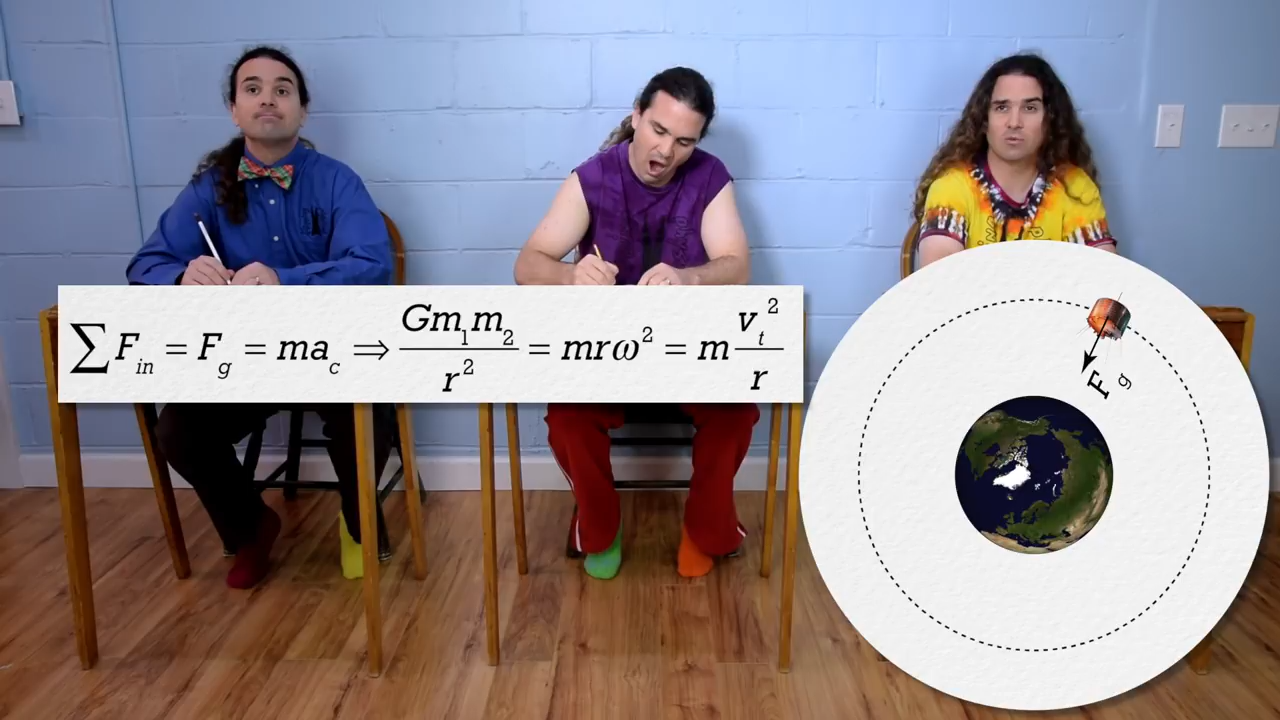 ∑F_in = F_g = ma_c ⇒ Gm_1m_2/r^2 = mrω^2 = m v_t^2/r
F_g